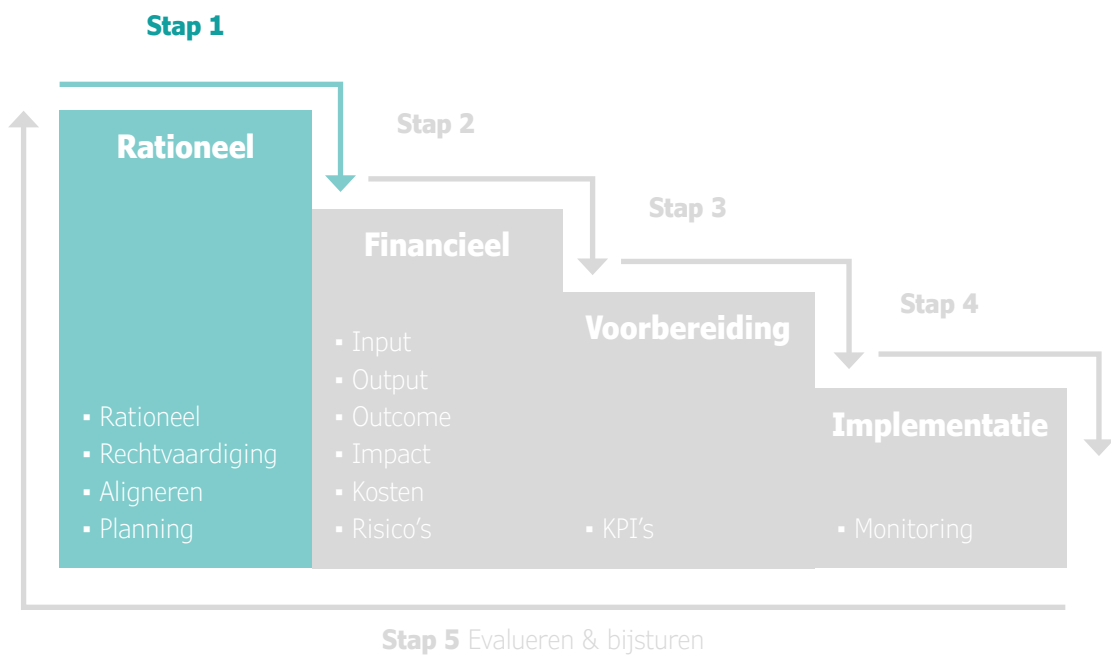 Stap 1
Rationeel
▪ Rationeel
▪ Rechtvaardiging
▪ Aligneren
▪ Planning
Stap 2
Financieel
▪ Input
▪ Output
▪ Outcome
▪ Impact
▪ Kosten
▪ Risico’s
Stap 3
Voorbereiding
▪ KPI’s
Stap 4
Implementatie
▪ Monitoring
Stap 5 Evalueren & bijsturen